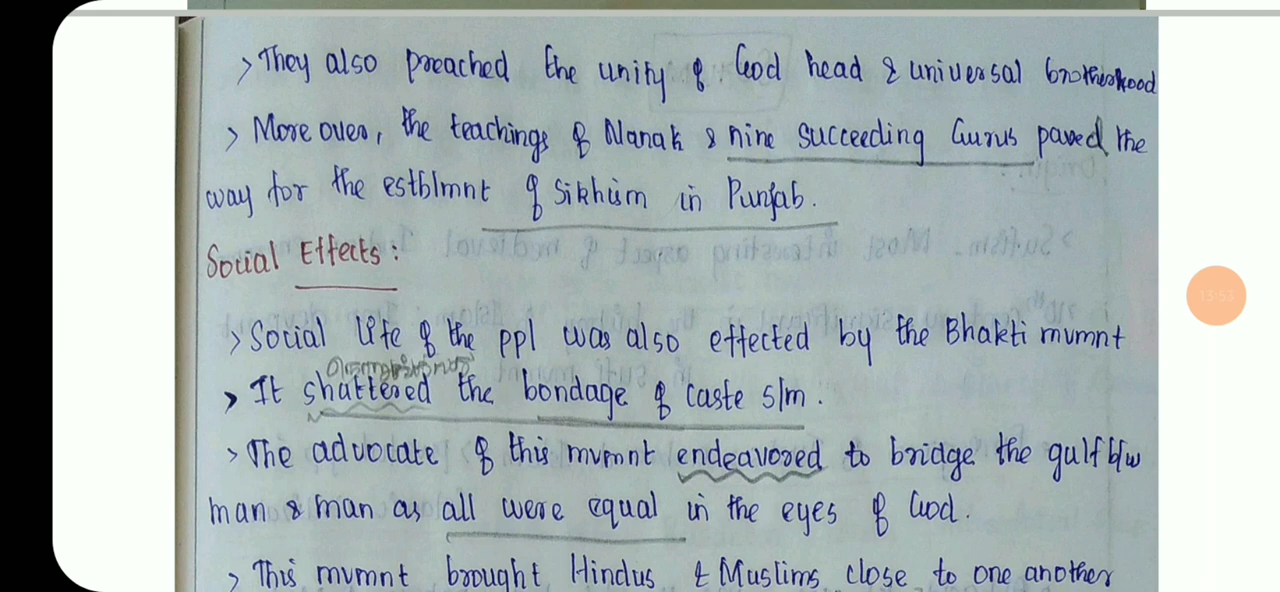 > They also preached the unity of God head & universal brotherhood
> More over, the teachings of Nanak & nine succeeding Gurus paved the
way for the estblmnt of Sikhism in Punjab.
Social Effects:
> Social life of the ppl was also effected by the Bhakti mvmnt
> It shattered the bondage of caste s/m.
> The advocate of this mvmnt endeavored to bridge the gulf b/w
man & man as all were equal in the eyes of God.
> This mvmnt brought Hindus & Muslims close to one another
13:53